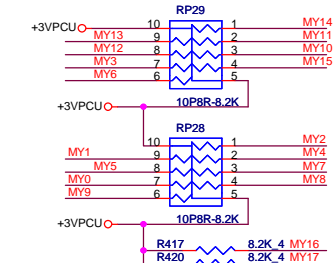 RP29
+3VPCU 10 1 MY14
MY13 9 2 MY11
MY12 8 3 MY10
MY3 7 4 MY15
MY6 6 5
+3VPCU 10P8R-8.2K
RP28
10 1 MY2
MY1 9 2 MY4
MY5 8 3 MY7
MY0 7 4 MY8
MY9 6 5
+3VPCU 10P8R-8.2K
R417 8.2K_4 MY16
R420 8.2K_4 MY17